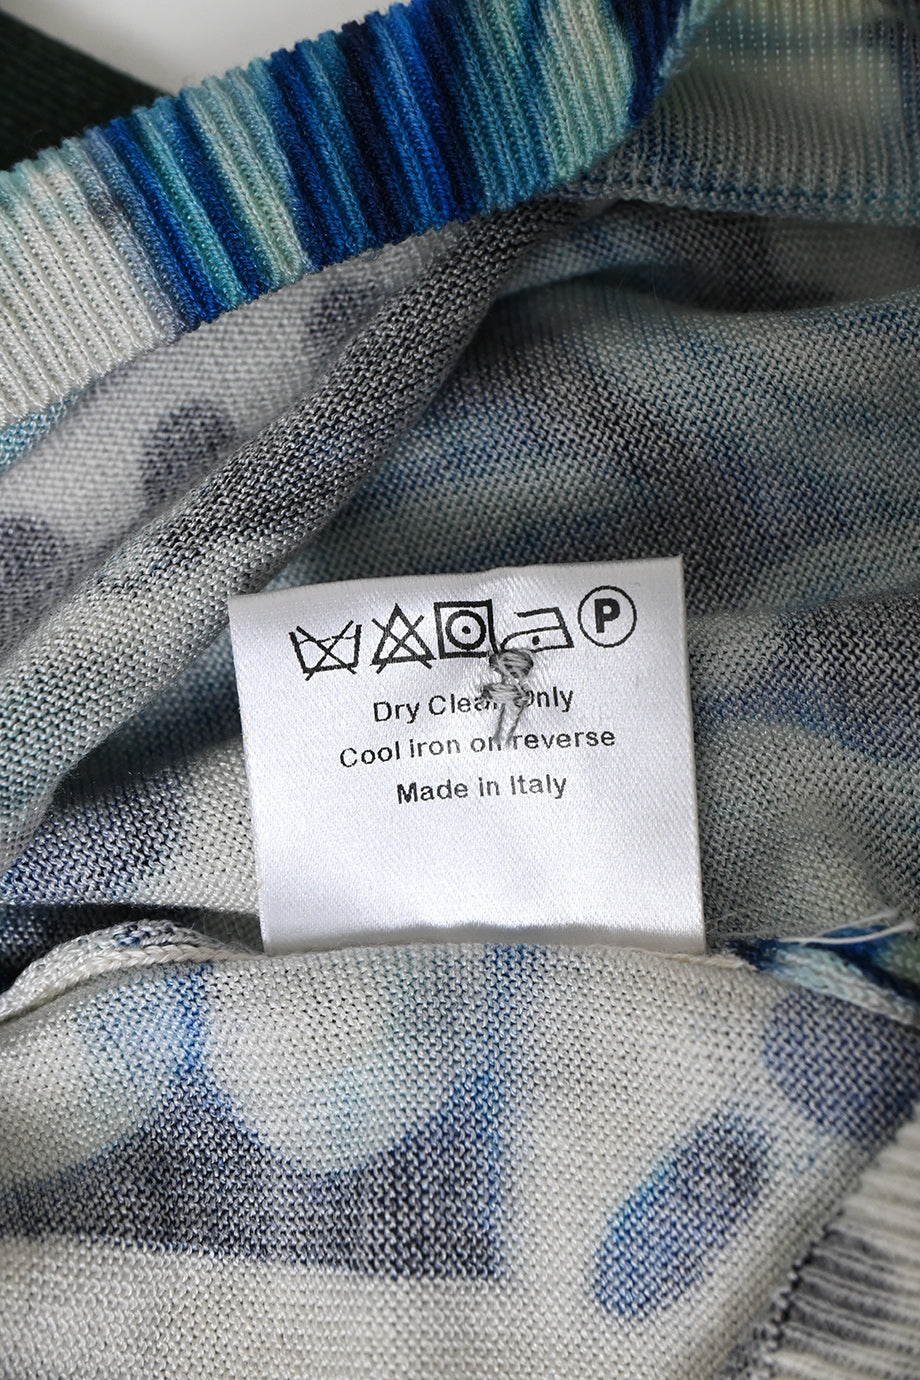 P
Dry Clean Only
Cool iron on reverse
Made in Italy